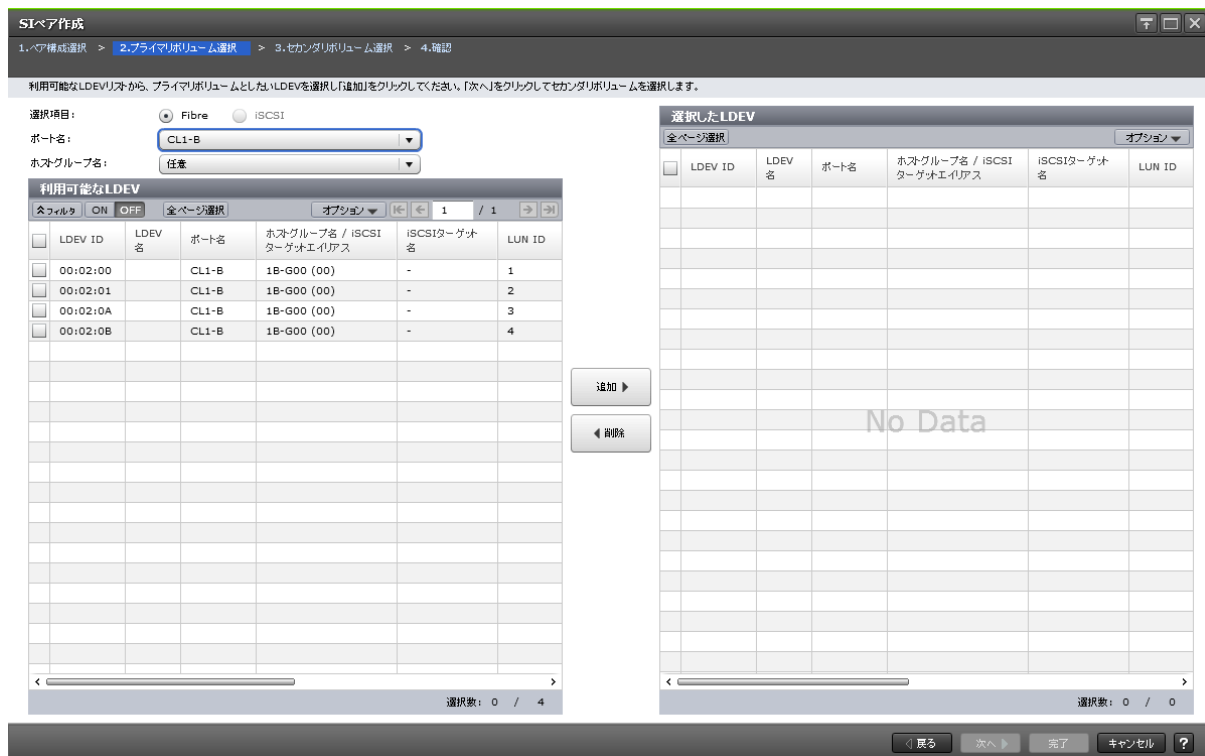 SIペア作成
1.ペア構成選択 > 2.プライマリボリューム選択 > 3.セカンダリボリューム選択 > 4.確認
利用可能なLDEVリストから、プライマリボリュームとしたいLDEVを選択し「追加」をクリックしてください。「次へ」をクリックしてセカンダリボリュームを選択します。
選択項目: Fibre iSCSI
ポート名: CL1-B
ホストグループ名: 任意
利用可能なLDEV
フィルタ ON OFF 全ページ選択 オプション 1 / 1
LDEV ID LDEV名 ポート名 ホストグループ名 / iSCSIターゲットエイリアス iSCSIターゲット名 LUN ID
00:02:00 CL1-B 1B-G00 (00) - 1
00:02:01 CL1-B 1B-G00 (00) - 2
00:02:0A CL1-B 1B-G00 (00) - 3
00:02:0B CL1-B 1B-G00 (00) - 4
選択数: 0 / 4
追加
削除
選択したLDEV
全ページ選択 オプション
LDEV ID LDEV名 ポート名 ホストグループ名 / iSCSIターゲットエイリアス iSCSIターゲット名 LUN ID
No Data
選択数: 0 / 0
戻る 次へ 完了 キャンセル ?